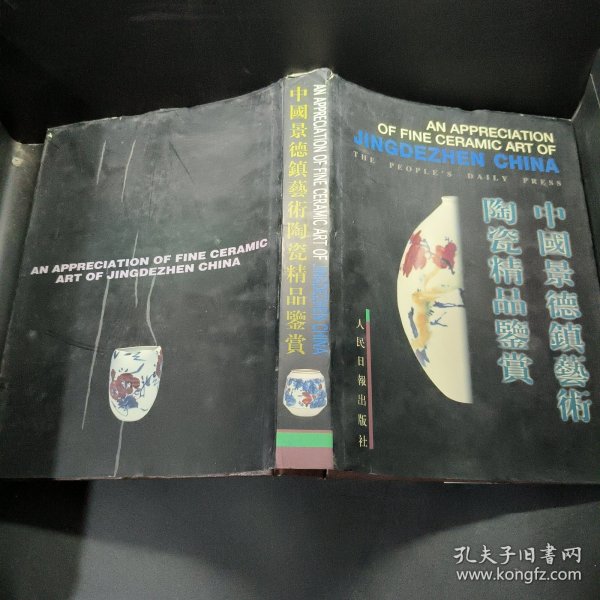 AN APPRECIATION
OF FINE CERAMIC ART OF
JINGDEZHEN CHINA
THE PEOPLE'S DAILY PRESS
中國景德鎮藝術
陶瓷精品鑒賞
人民日報出版社
AN APPRECIATION OF FINE CERAMIC ART OF JINGDEZHEN CHINA
中國景德鎮藝術陶瓷精品鑒賞
AN APPRECIATION OF FINE CERAMIC
ART OF JINGDEZHEN CHINA
孔夫子旧书网
www.kongfz.com